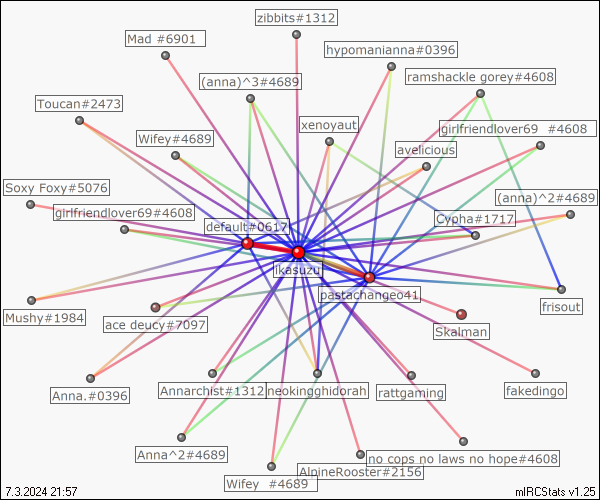 zibbits#1312
Mad #6901
hypomanianna#0396
(anna)^3#4689
ramshackle gorey#4608
Toucan#2473
xenoyaut
girlfriendlover69 #4608
Wifey#4689
avelicious
Soxy Foxy#5076
(anna)^2#4689
girlfriendlover69#4608
Cypha#1717
default#0617
ikasuzu
pastachangeo41
frisout
Mushy#1984
ace deucy#7097
Skalman
Anna.#0396
Annarchist#1312
neokingghidorah
rattgaming
fakedingo
Anna^2#4689
no cops no laws no hope#4608
AlpineRooster#2156
Wifey #4689
7.3.2024 21:57
mIRCStats v1.25